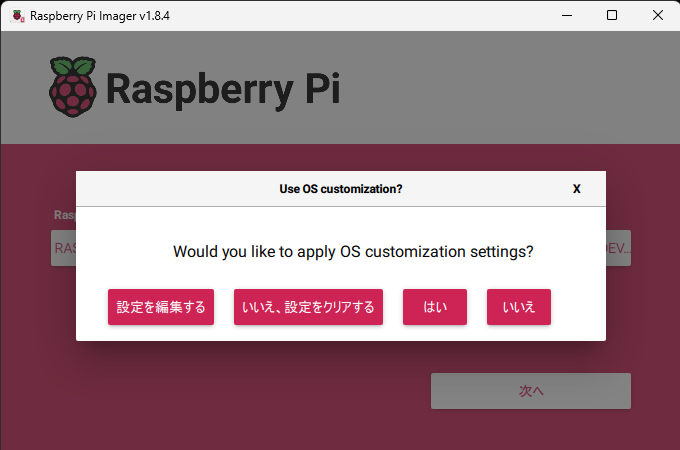 Raspberry Pi Imager v1.8.4
Raspberry Pi
Use OS customization?
X
Rasp
RAS
DEV...
Would you like to apply OS customization settings?
設定を編集する
いいえ、設定をクリアする
はい
いいえ
次へ